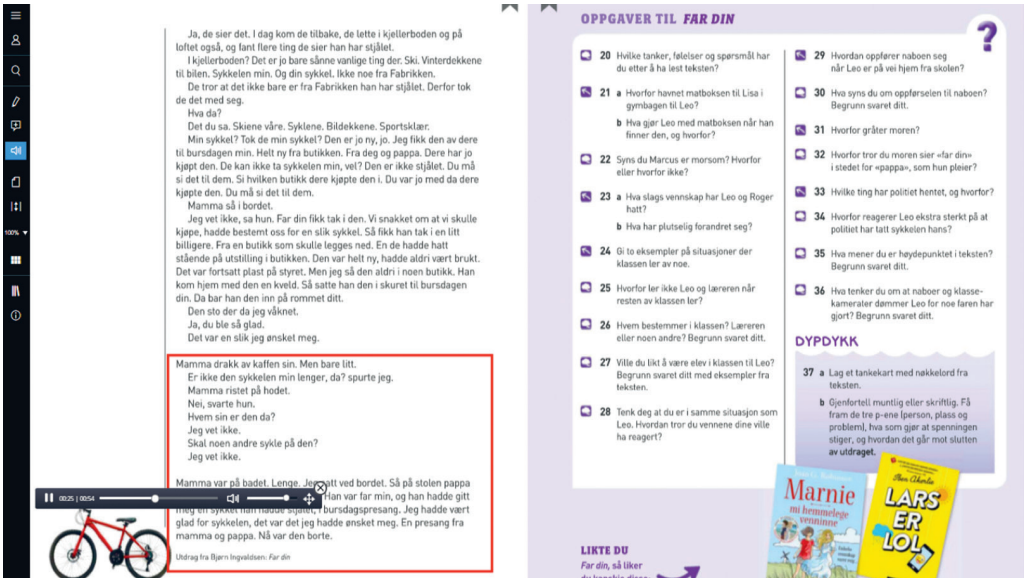 Ja, de sier det. I dag kom de tilbake, de lette i kjellerboden og på
loftet også, og fant flere ting de sier han har stjålet.
I kjellerboden? Det er jo bare sånne vanlige ting der. Ski. Vinterdekkene
til bilen. Sykkelen min. Og din sykkel. Ikke noe fra Fabrikken.
De tror at det ikke bare er fra Fabrikken han har stjålet. Derfor tok
de det med seg.
Hva da?
Det du sa. Skiene våre. Syklene. Bildekkene. Sportsklær.
Min sykkel? Tok de min sykkel? Den er jo ny, jo. Jeg fikk den av dere
til bursdagen min. Helt ny fra butikken. Fra deg og pappa. Dere har jo
kjøpt den. De kan ikke ta sykkelen min, vel? Den er ikke stjålet. Du må
si det til dem. Si hvilken butikk dere kjøpte den i. Du var jo med da dere
kjøpte den. Du må si det til dem.
Mamma så i bordet.
Jeg vet ikke, sa hun. Far din fikk tak i den. Vi snakket om at vi skulle
kjøpe, hadde bestemt oss for en slik sykkel. Så fikk han tak i en litt
billigere. Fra en butikk som skulle legges ned. En de hadde hatt
stående på utstilling i butikken. Den var helt ny, hadde aldri vært brukt.
Det var fortsatt plast på styret. Men jeg så den aldri i noen butikk. Han
kom hjem med den en kveld. Så satte han den i skuret til bursdagen
din. Da bar han den inn på rommet ditt.
Den sto der da jeg våknet.
Ja, du ble så glad.
Det var en slik jeg ønsket meg.
Mamma drakk av kaffen sin. Men bare litt.
Er ikke den sykkelen min lenger, da? spurte jeg.
Mamma ristet på hodet.
Nei, svarte hun.
Hvem sin er den da?
Jeg vet ikke.
Skal noen andre sykle på den?
Jeg vet ikke.
Mamma var på badet. Lenge. Jeg satt ved bordet. Så på stolen pappa
Han var far min, og han hadde gitt
meg en sykkel han hadde stjålet, i bursdagspresang. Jeg hadde vært
glad for sykkelen, det var det jeg hadde ønsket meg. En presang fra
mamma og pappa. Nå var den borte.
Utdrag fra Bjørn Ingvaldsen: Far din
100%
00:25 | 00:54
OPPGAVER TIL FAR DIN
?
20 Hvilke tanker, følelser og spørsmål har
du etter å ha lest teksten?
21 a Hvorfor havnet matboksen til Lisa i
gymbagen til Leo?
b Hva gjør Leo med matboksen når han
finner den, og hvorfor?
22 Syns du Marcus er morsom? Hvorfor
eller hvorfor ikke?
23 a Hva slags vennskap har Leo og Roger
hatt?
b Hva har plutselig forandret seg?
24 Gi to eksempler på situasjoner der
klassen ler av noe.
25 Hvorfor ler ikke Leo og læreren når
resten av klassen ler?
26 Hvem bestemmer i klassen? Læreren
eller noen andre? Begrunn svaret ditt.
27 Ville du likt å være elev i klassen til Leo?
Begrunn svaret ditt med eksempler fra
teksten.
28 Tenk deg at du er i samme situasjon som
Leo. Hvordan tror du vennene dine ville
ha reagert?
29 Hvordan oppfører naboen seg
når Leo er på vei hjem fra skolen?
30 Hva syns du om oppførselen til naboen?
Begrunn svaret ditt.
31 Hvorfor gråter moren?
32 Hvorfor tror du moren sier «far din»
i stedet for «pappa», som hun pleier?
33 Hvilke ting har politiet hentet, og hvorfor?
34 Hvorfor reagerer Leo ekstra sterkt på at
politiet har tatt sykkelen hans?
35 Hva mener du er høydepunktet i teksten?
Begrunn svaret ditt.
36 Hva tenker du om at naboer og klasse-
kamerater dømmer Leo for noe faren har
gjort? Begrunn svaret ditt.
DYPDYKK
37 a Lag et tankekart med nøkkelord fra
teksten.
b Gjenfortell muntlig eller skriftlig. Få
fram de tre p-ene (person, plass og
problem), hva som gjør at spenningen
stiger, og hvordan det går mot slutten
av utdraget.
LIKTE DU
Far din, så liker
Marnie
mi hemmelege
venninne
LARS
ER
LOL